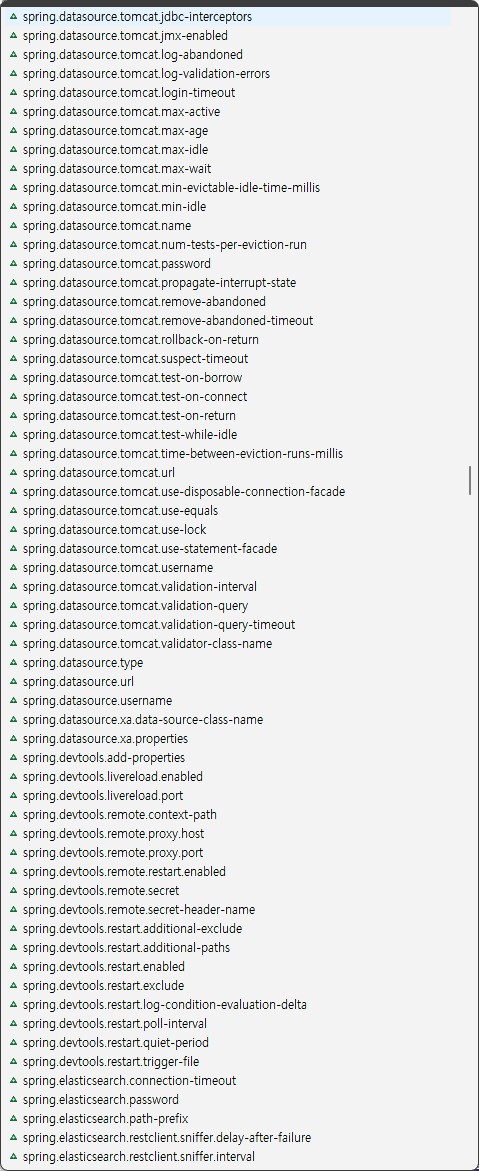 spring.datasource.tomcat.jdbc-interceptors
spring.datasource.tomcat.jmx-enabled
spring.datasource.tomcat.log-abandoned
spring.datasource.tomcat.log-validation-errors
spring.datasource.tomcat.login-timeout
spring.datasource.tomcat.max-active
spring.datasource.tomcat.max-age
spring.datasource.tomcat.max-idle
spring.datasource.tomcat.max-wait
spring.datasource.tomcat.min-evictable-idle-time-millis
spring.datasource.tomcat.min-idle
spring.datasource.tomcat.name
spring.datasource.tomcat.num-tests-per-eviction-run
spring.datasource.tomcat.password
spring.datasource.tomcat.propagate-interrupt-state
spring.datasource.tomcat.remove-abandoned
spring.datasource.tomcat.remove-abandoned-timeout
spring.datasource.tomcat.rollback-on-return
spring.datasource.tomcat.suspect-timeout
spring.datasource.tomcat.test-on-borrow
spring.datasource.tomcat.test-on-connect
spring.datasource.tomcat.test-on-return
spring.datasource.tomcat.test-while-idle
spring.datasource.tomcat.time-between-eviction-runs-millis
spring.datasource.tomcat.url
spring.datasource.tomcat.use-disposable-connection-facade
spring.datasource.tomcat.use-equals
spring.datasource.tomcat.use-lock
spring.datasource.tomcat.use-statement-facade
spring.datasource.tomcat.username
spring.datasource.tomcat.validation-interval
spring.datasource.tomcat.validation-query
spring.datasource.tomcat.validation-query-timeout
spring.datasource.tomcat.validator-class-name
spring.datasource.type
spring.datasource.url
spring.datasource.username
spring.datasource.xa.data-source-class-name
spring.datasource.xa.properties
spring.devtools.add-properties
spring.devtools.livereload.enabled
spring.devtools.livereload.port
spring.devtools.remote.context-path
spring.devtools.remote.proxy.host
spring.devtools.remote.proxy.port
spring.devtools.remote.restart.enabled
spring.devtools.remote.secret
spring.devtools.remote.secret-header-name
spring.devtools.restart.additional-exclude
spring.devtools.restart.additional-paths
spring.devtools.restart.enabled
spring.devtools.restart.exclude
spring.devtools.restart.log-condition-evaluation-delta
spring.devtools.restart.poll-interval
spring.devtools.restart.quiet-period
spring.devtools.restart.trigger-file
spring.elasticsearch.connection-timeout
spring.elasticsearch.password
spring.elasticsearch.path-prefix
spring.elasticsearch.restclient.sniffer.delay-after-failure
spring.elasticsearch.restclient.sniffer.interval